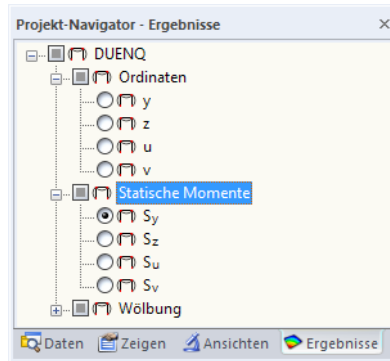 Projekt-Navigator - Ergebnisse
DUENQ
Ordinaten
y
z
u
v
Statische Momente
Sy
Sz
Su
Sv
Wölbung
Daten Zeigen Ansichten Ergebnisse